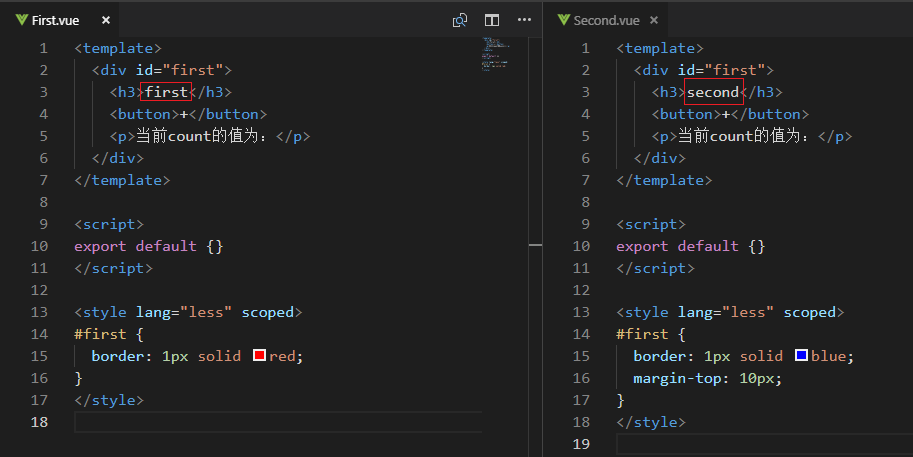 First.vue ×
1 <template>
2   <div id="first">
3     <h3>first</h3>
4     <button>+</button>
5     <p>当前count的值为：</p>
6   </div>
7 </template>
8
9 <script>
10 export default {}
11 </script>
12
13 <style lang="less" scoped>
14 #first {
15   border: 1px solid red;
16 }
17 </style>
18
Second.vue ×
1 <template>
2   <div id="first">
3     <h3>second</h3>
4     <button>+</button>
5     <p>当前count的值为：</p>
6   </div>
7 </template>
8
9 <script>
10 export default {}
11 </script>
12
13 <style lang="less" scoped>
14 #first {
15   border: 1px solid blue;
16   margin-top: 10px;
17 }
18 </style>
19